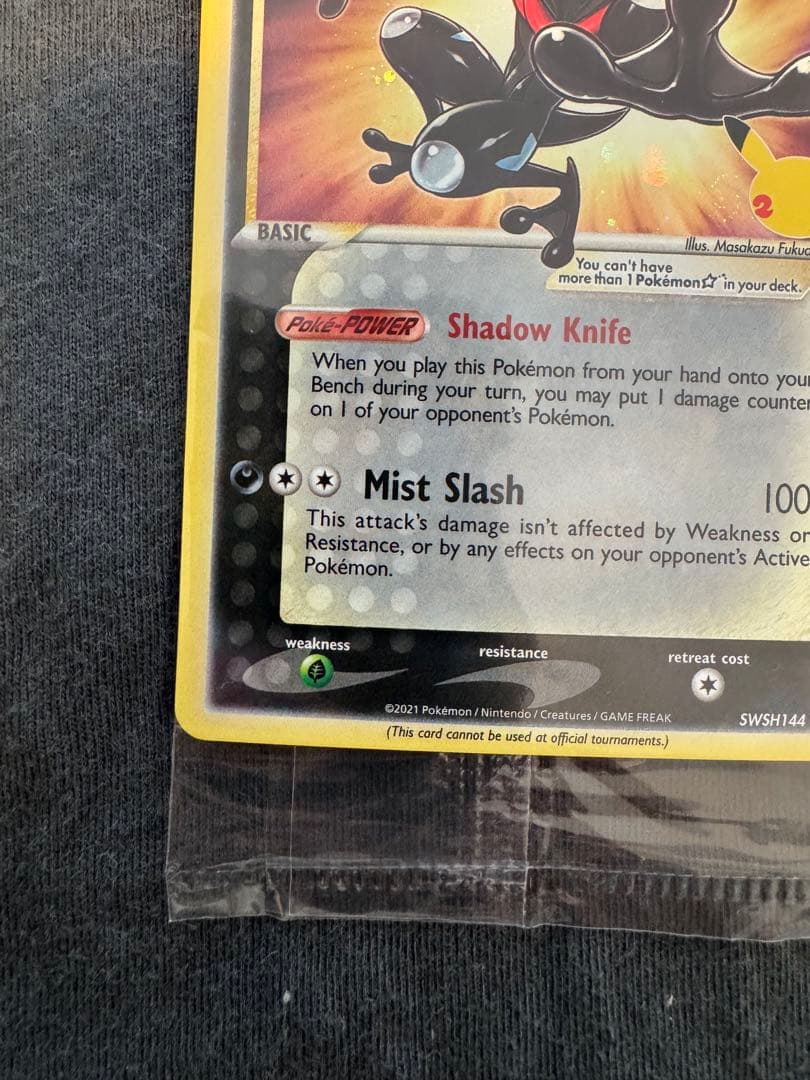 2
BASIC
Illus. Masakazu Fukuc
You can't have
more than 1 Pokémon☆ in your deck.
Poké-POWER Shadow Knife
When you play this Pokémon from your hand onto your
Bench during your turn, you may put 1 damage counter
on 1 of your opponent's Pokémon.
Mist Slash 100
This attack's damage isn't affected by Weakness or
Resistance, or by any effects on your opponent's Active
Pokémon.
weakness resistance retreat cost
©2021 Pokémon / Nintendo / Creatures / GAME FREAK SWSH144
(This card cannot be used at official tournaments.)